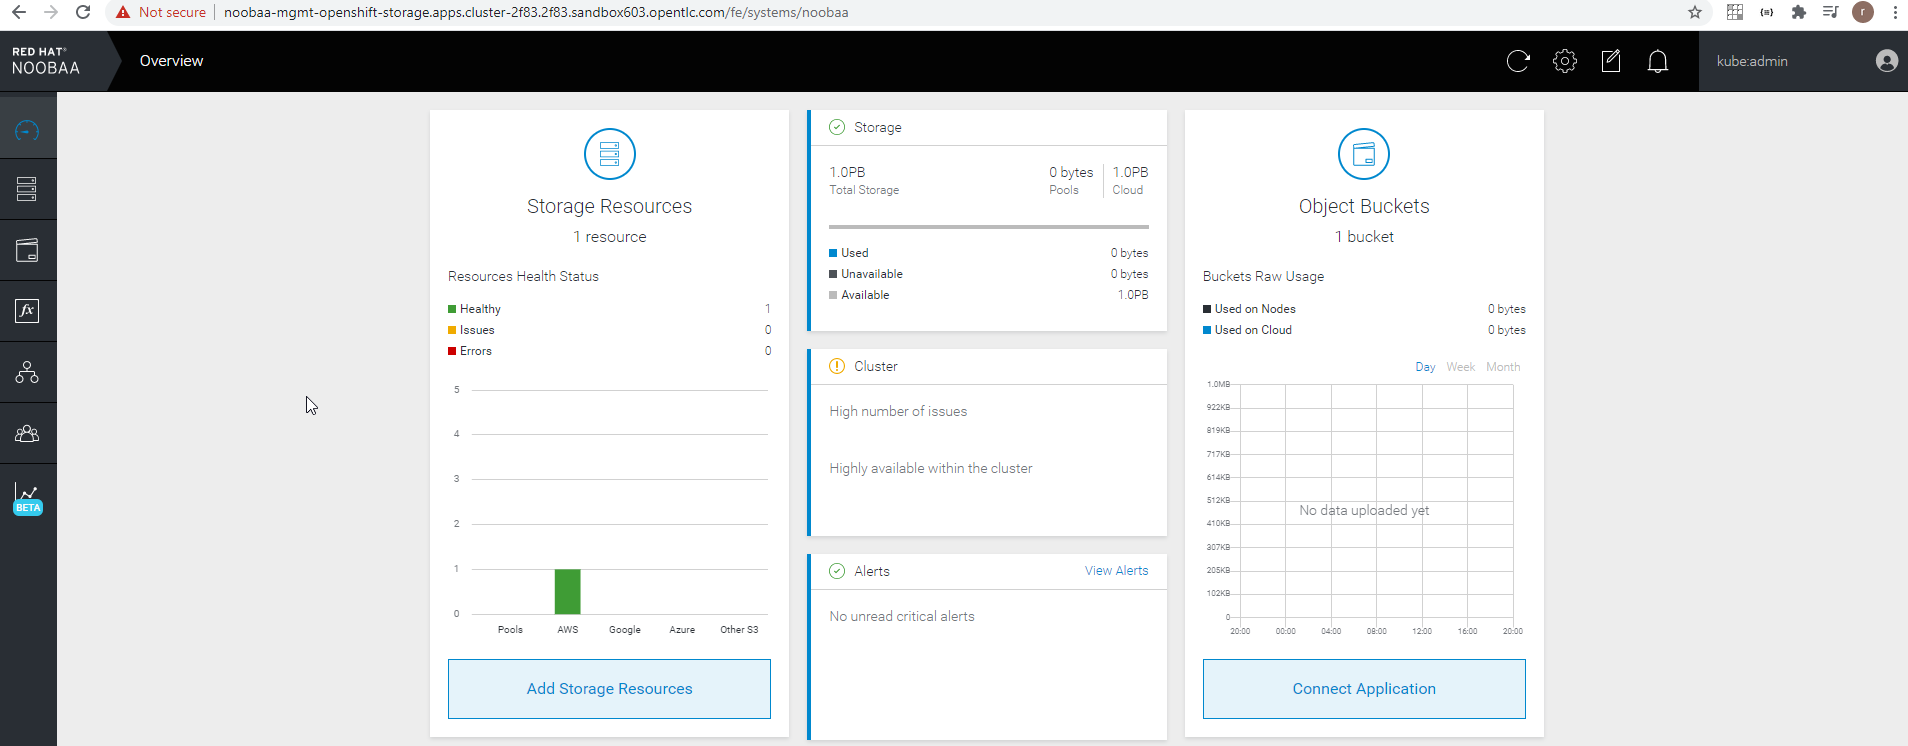 Not secure
noobaa-mgmt-openshift-storage.apps.cluster-2f83.2f83.sandbox603.opentlc.com/fe/systems/noobaa
r
RED HAT®
NOOBAA
Overview
kube:admin
fx
BETA
Storage Resources
1 resource
Resources Health Status
Healthy 1
Issues 0
Errors 0
5
4
3
2
1
0
Pools AWS Google Azure Other S3
Add Storage Resources
Storage
1.0PB 0 bytes 1.0PB
Total Storage Pools Cloud
Used 0 bytes
Unavailable 0 bytes
Available 1.0PB
Cluster
High number of issues
Highly available within the cluster
Alerts View Alerts
No unread critical alerts
Object Buckets
1 bucket
Buckets Raw Usage
Used on Nodes 0 bytes
Used on Cloud 0 bytes
Day Week Month
1.0MB
922KB
819KB
717KB
614KB
512KB
No data uploaded yet
410KB
307KB
205KB
102KB
0
20:00 00:00 04:00 08:00 12:00 16:00 20:00
Connect Application